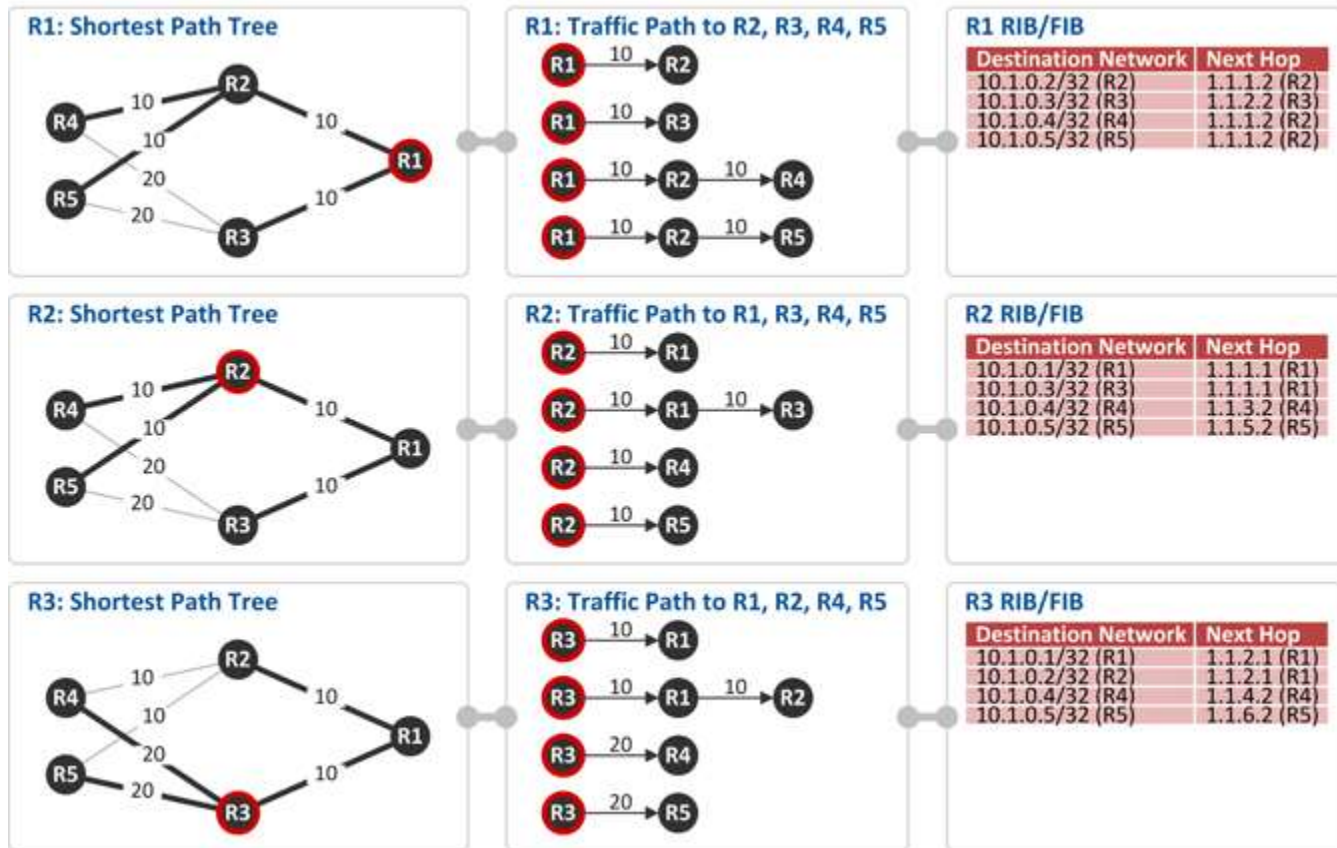 R1: Shortest Path Tree
R2
10
R4
10
10
R1
20
10
R5
20
R3
R1: Traffic Path to R2, R3, R4, R5
R1 10 R2
R1 10 R3
R1 10 R2 10 R4
R1 10 R2 10 R5
R1 RIB/FIB
Destination Network Next Hop
10.1.0.2/32 (R2) 1.1.1.2 (R2)
10.1.0.3/32 (R3) 1.1.2.2 (R3)
10.1.0.4/32 (R4) 1.1.1.2 (R2)
10.1.0.5/32 (R5) 1.1.1.2 (R2)
R2: Shortest Path Tree
R2
10
R4
10
10
R1
20
10
R5
20
R3
R2: Traffic Path to R1, R3, R4, R5
R2 10 R1
R2 10 R1 10 R3
R2 10 R4
R2 10 R5
R2 RIB/FIB
Destination Network Next Hop
10.1.0.1/32 (R1) 1.1.1.1 (R1)
10.1.0.3/32 (R3) 1.1.1.1 (R1)
10.1.0.4/32 (R4) 1.1.3.2 (R4)
10.1.0.5/32 (R5) 1.1.5.2 (R5)
R3: Shortest Path Tree
R2
10
R4
10
10
R1
20
10
R5
20
R3
R3: Traffic Path to R1, R2, R4, R5
R3 10 R1
R3 10 R1 10 R2
R3 20 R4
R3 20 R5
R3 RIB/FIB
Destination Network Next Hop
10.1.0.1/32 (R1) 1.1.2.1 (R1)
10.1.0.2/32 (R2) 1.1.2.1 (R1)
10.1.0.4/32 (R4) 1.1.4.2 (R4)
10.1.0.5/32 (R5) 1.1.6.2 (R5)